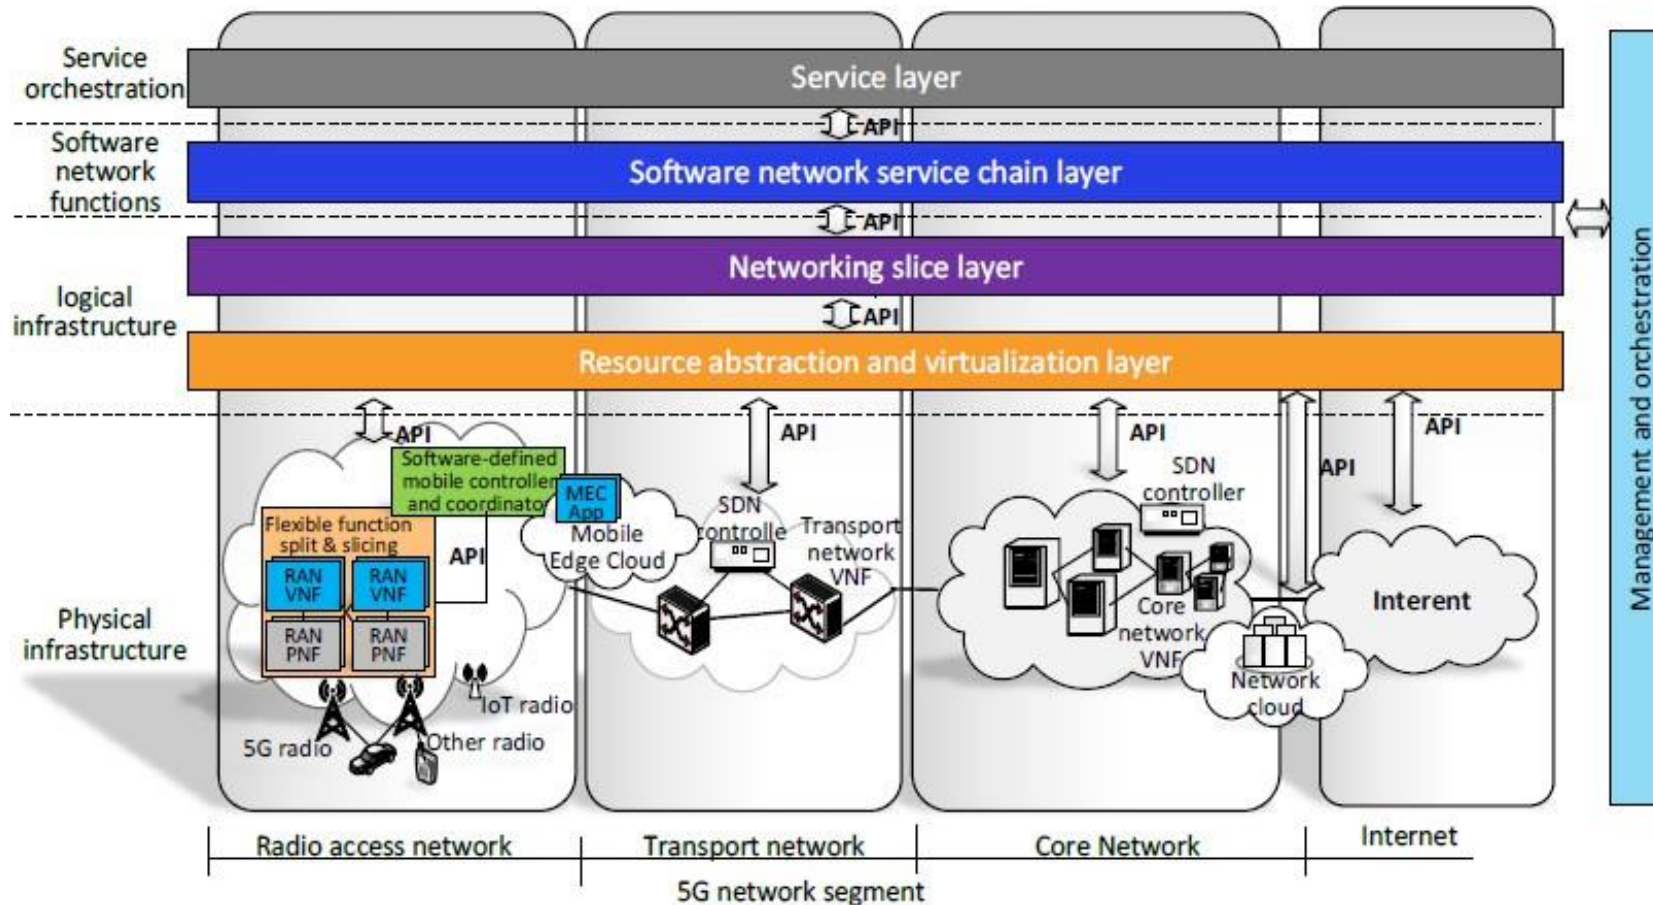 Service
orchestration
Service layer
API
Software
network
functions
Software network service chain layer
API
Networking slice layer
logical
infrastructure
API
Resource abstraction and virtualization layer
Management and orchestration
API
API
API
API
API
Software-defined
mobile controller
and coordinator
MEC
App
Mobile
Edge Cloud
SDN
controlle
Transport
network
VNF
SDN
controller
Flexible function
split & slicing
API
RAN
VNF
RAN
VNF
RAN
PNF
RAN
PNF
Core
network
VNF
Interent
Network
cloud
Physical
infrastructure
IoT radio
5G radio
Other radio
Radio access network
Transport network
Core Network
Internet
5G network segment